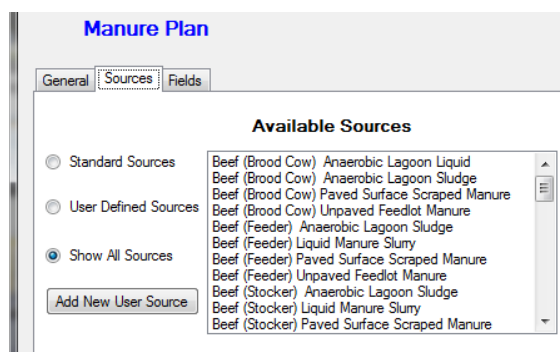 Manure Plan
General Sources Fields
Available Sources
Standard Sources
User Defined Sources
Show All Sources
Add New User Source
Beef (Brood Cow)  Anaerobic Lagoon Liquid
Beef (Brood Cow)  Anaerobic Lagoon Sludge
Beef (Brood Cow) Paved Surface Scraped Manure
Beef (Brood Cow) Unpaved Feedlot Manure
Beef (Feeder)  Anaerobic Lagoon Sludge
Beef (Feeder) Liquid Manure Slurry
Beef (Feeder) Paved Surface Scraped Manure
Beef (Feeder) Unpaved Feedlot Manure
Beef (Stocker)  Anaerobic Lagoon Sludge
Beef (Stocker) Liquid Manure Slurry
Beef (Stocker) Paved Surface Scraped Manure